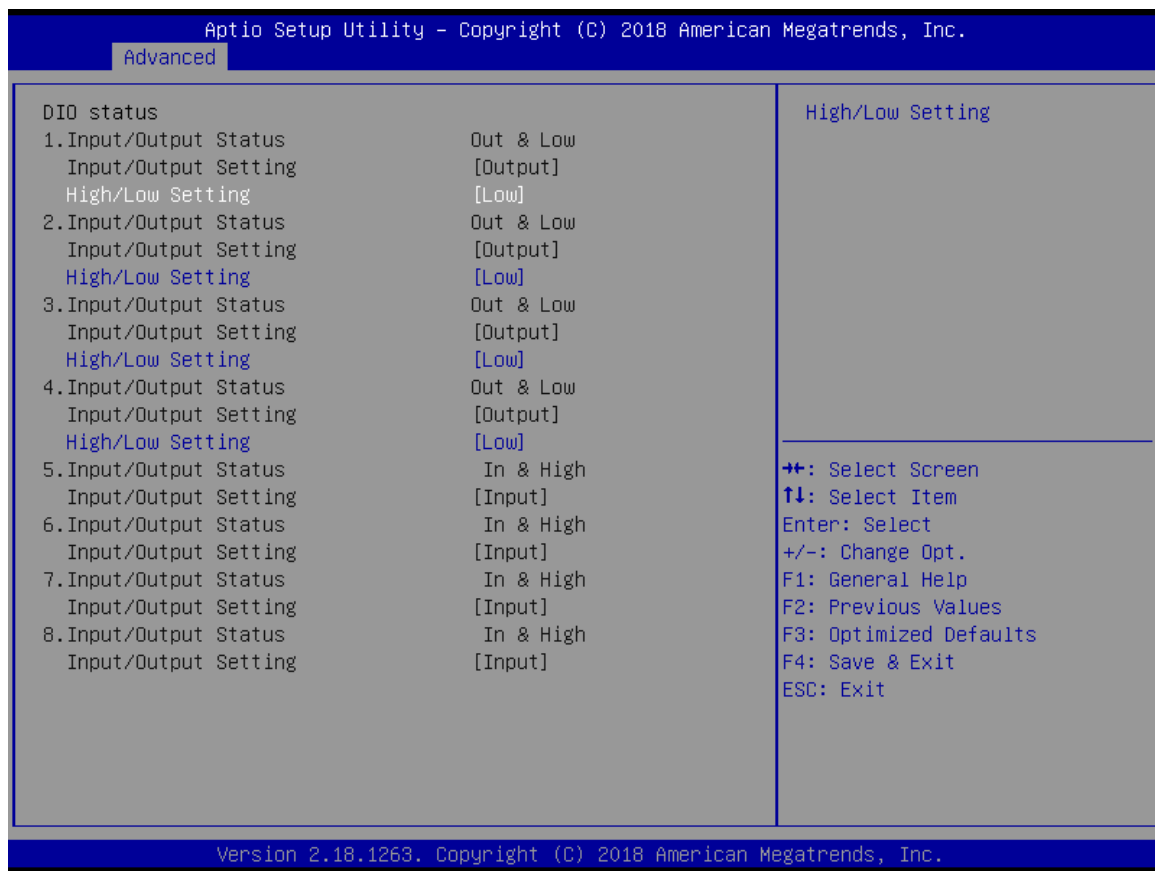 Aptio Setup Utility – Copyright (C) 2018 American Megatrends, Inc.
Advanced
DIO status
1.Input/Output Status Out & Low
Input/Output Setting [Output]
High/Low Setting [Low]
2.Input/Output Status Out & Low
Input/Output Setting [Output]
High/Low Setting [Low]
3.Input/Output Status Out & Low
Input/Output Setting [Output]
High/Low Setting [Low]
4.Input/Output Status Out & Low
Input/Output Setting [Output]
High/Low Setting [Low]
5.Input/Output Status In & High
Input/Output Setting [Input]
6.Input/Output Status In & High
Input/Output Setting [Input]
7.Input/Output Status In & High
Input/Output Setting [Input]
8.Input/Output Status In & High
Input/Output Setting [Input]
High/Low Setting
→←: Select Screen
↑↓: Select Item
Enter: Select
+/-: Change Opt.
F1: General Help
F2: Previous Values
F3: Optimized Defaults
F4: Save & Exit
ESC: Exit
Version 2.18.1263. Copyright (C) 2018 American Megatrends, Inc.